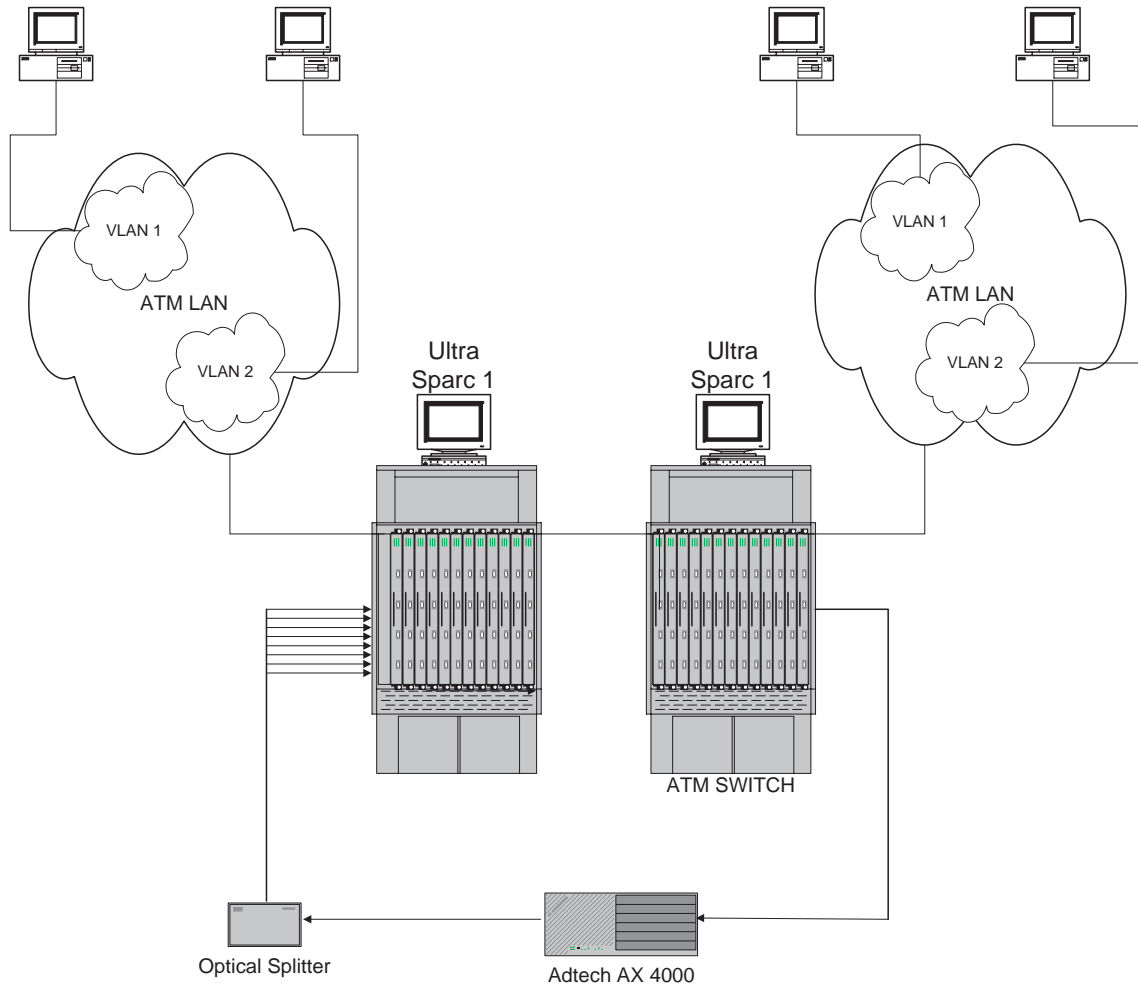 VLAN 1
VLAN 1
ATM LAN
ATM LAN
VLAN 2
VLAN 2
Ultra
Sparc 1
Ultra
Sparc 1
ATM SWITCH
Optical Splitter
Adtech AX 4000